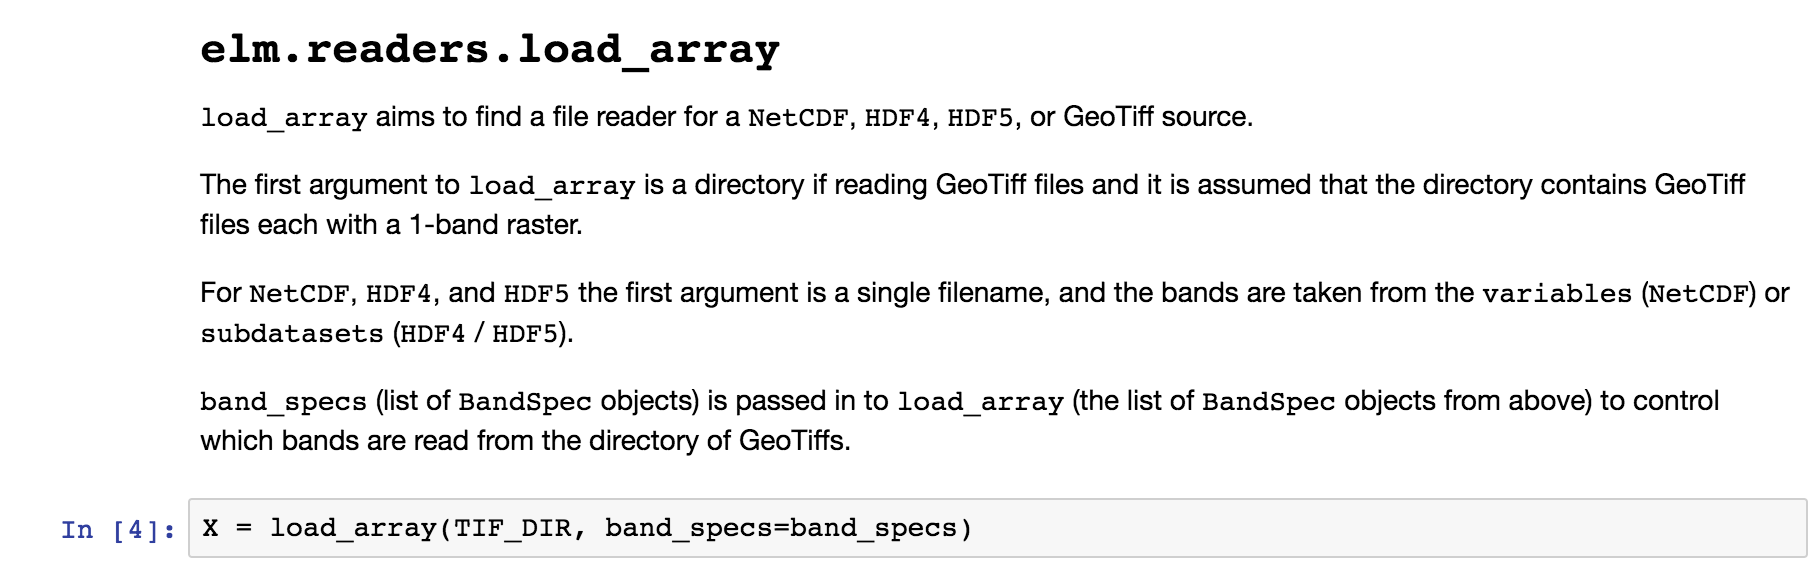 elm.readers.load_array
load_array aims to find a file reader for a NetCDF, HDF4, HDF5, or GeoTiff source.
The first argument to load_array is a directory if reading GeoTiff files and it is assumed that the directory contains GeoTiff
files each with a 1-band raster.
For NetCDF, HDF4, and HDF5 the first argument is a single filename, and the bands are taken from the variables (NetCDF) or
subdatasets (HDF4 / HDF5).
band_specs (list of BandSpec objects) is passed in to load_array (the list of BandSpec objects from above) to control
which bands are read from the directory of GeoTiffs.
In [4]: X = load_array(TIF_DIR, band_specs=band_specs)